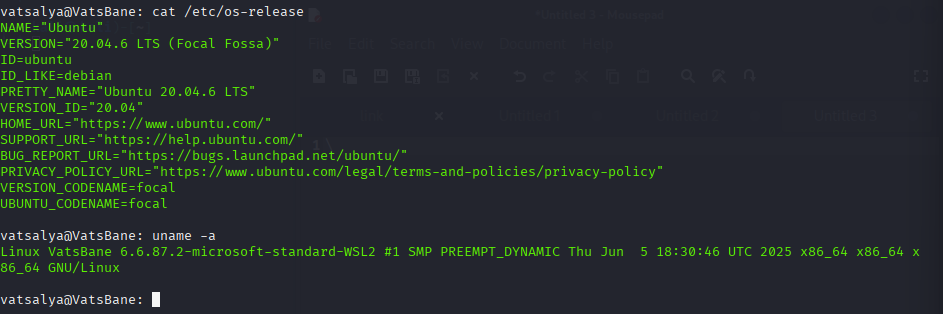 vatsalya@VatsBane: cat /etc/os-release
NAME="Ubuntu"
VERSION="20.04.6 LTS (Focal Fossa)"
ID=ubuntu
ID_LIKE=debian
PRETTY_NAME="Ubuntu 20.04.6 LTS"
VERSION_ID="20.04"
HOME_URL="https://www.ubuntu.com/"
SUPPORT_URL="https://help.ubuntu.com/"
BUG_REPORT_URL="https://bugs.launchpad.net/ubuntu/"
PRIVACY_POLICY_URL="https://www.ubuntu.com/legal/terms-and-policies/privacy-policy"
VERSION_CODENAME=focal
UBUNTU_CODENAME=focal
vatsalya@VatsBane: uname -a
Linux VatsBane 6.6.87.2-microsoft-standard-WSL2 #1 SMP PREEMPT_DYNAMIC Thu Jun  5 18:30:46 UTC 2025 x86_64 x86_64 x
86_64 GNU/Linux
vatsalya@VatsBane:
File Edit Search View Document Help